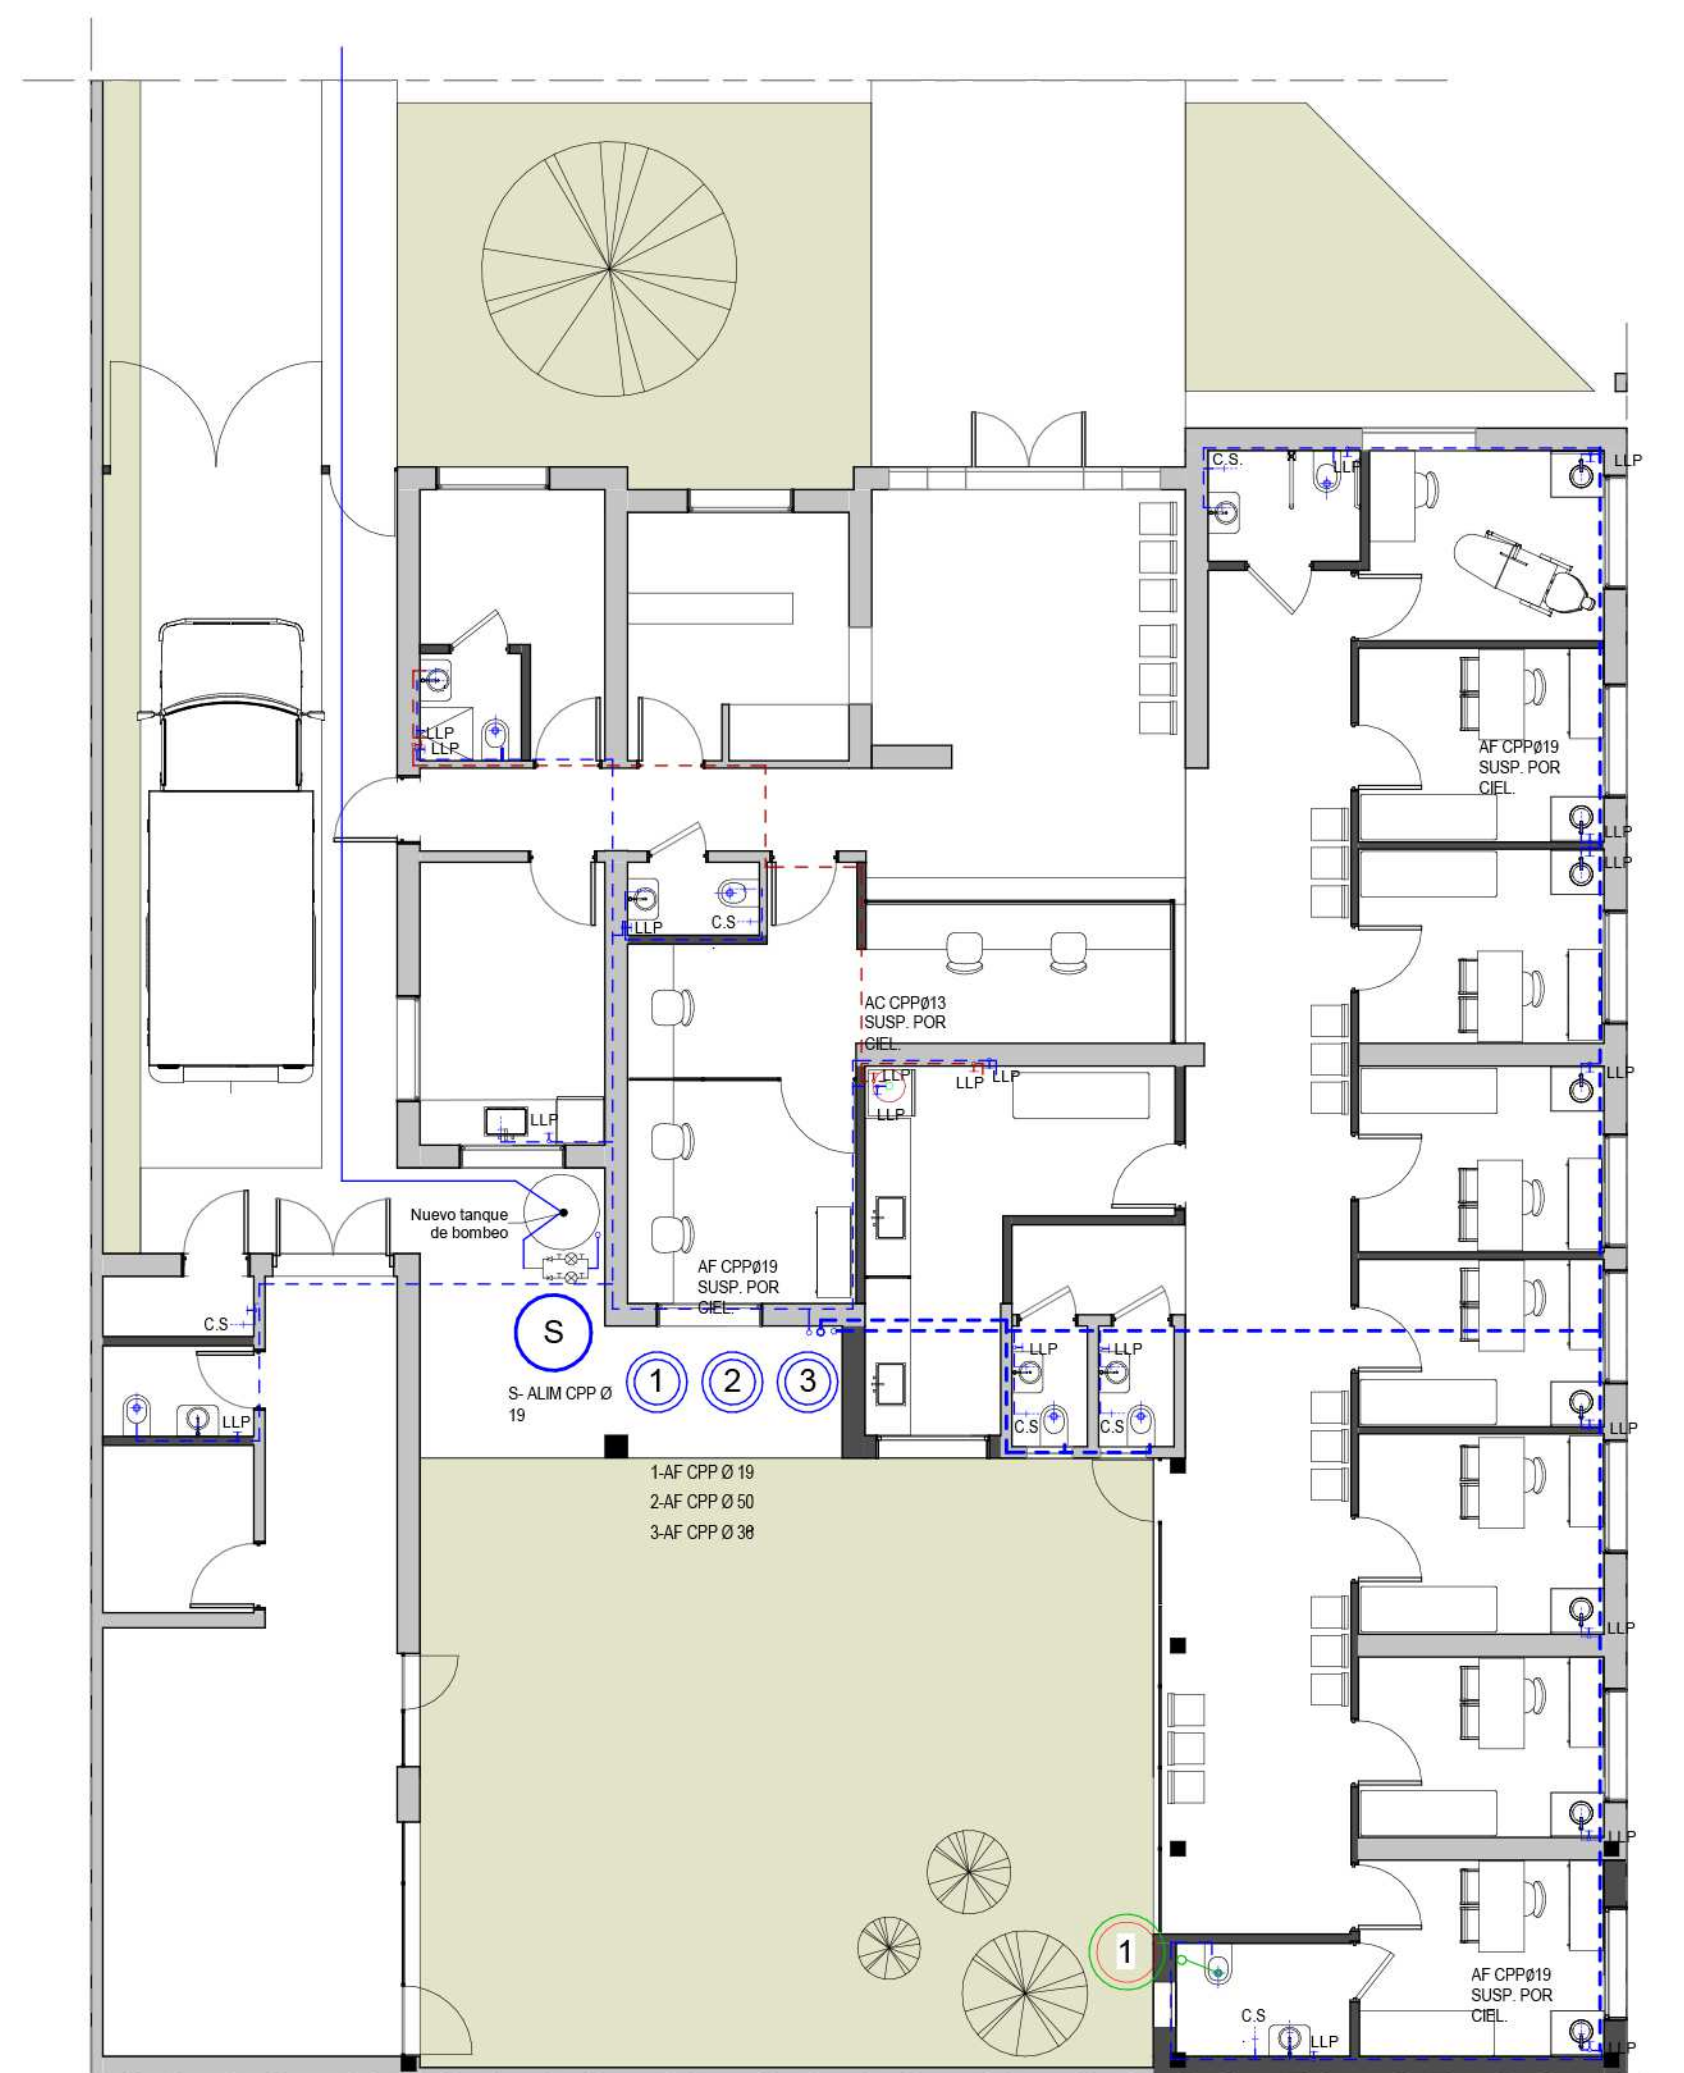 C.S.
LLP
LLP
LLP
LLP
AF CPPØ19
SUSP. POR
CIEL.
LLP
LLP
LLP
C.S
AC CPPØ13
SUSP. POR
CIEL.
LLP
LLP
LLP
LLP
LLP
LLP
Nuevo tanque
de bombeo
AF CPPØ19
SUSP. POR
CIEL.
C.S
S
1
2
3
S- ALIM CPP Ø
19
LLP
LLP
C.S
C.S
LLP
LLP
1-AF CPP Ø 19
2-AF CPP Ø 50
3-AF CPP Ø 38
LLP
LLP
1
AF CPPØ19
SUSP. POR
CIEL.
C.S
LLP
LLP